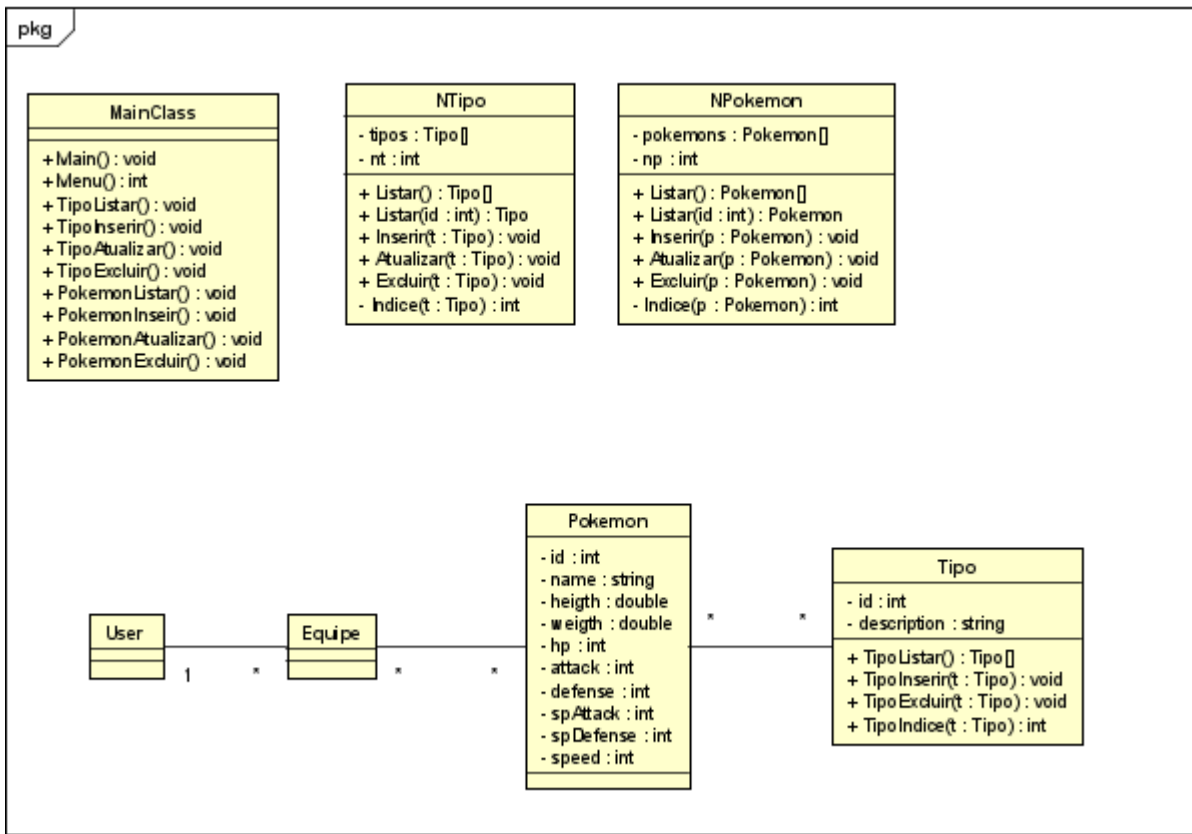 pkg
MainClass
+ Main() : void
+ Menu() : int
+ TipoListar() : void
+ TipoInserir() : void
+ TipoAtualizar() : void
+ TipoExcluir() : void
+ PokemonListar() : void
+ PokemonInseir() : void
+ PokemonAtualizar() : void
+ PokemonExcluir() : void
NTipo
- tipos : Tipo[]
- nt : int
+ Listar() : Tipo[]
+ Listar(id : int) : Tipo
+ Inserir(t : Tipo) : void
+ Atualizar(t : Tipo) : void
+ Excluir(t : Tipo) : void
- Indice(t : Tipo) : int
NPokemon
- pokemons : Pokemon[]
- np : int
+ Listar() : Pokemon[]
+ Listar(id : int) : Pokemon
+ Inserir(p : Pokemon) : void
+ Atualizar(p : Pokemon) : void
+ Excluir(p : Pokemon) : void
- Indice(p : Pokemon) : int
User
1
*
Equipe
*
*
Pokemon
- id : int
- name : string
- heigth : double
- weigth : double
- hp : int
- attack : int
- defense : int
- spAttack : int
- spDefense : int
- speed : int
*
*
Tipo
- id : int
- description : string
+ TipoListar() : Tipo[]
+ TipoInserir(t : Tipo) : void
+ TipoExcluir(t : Tipo) : void
+ TipoIndice(t : Tipo) : int